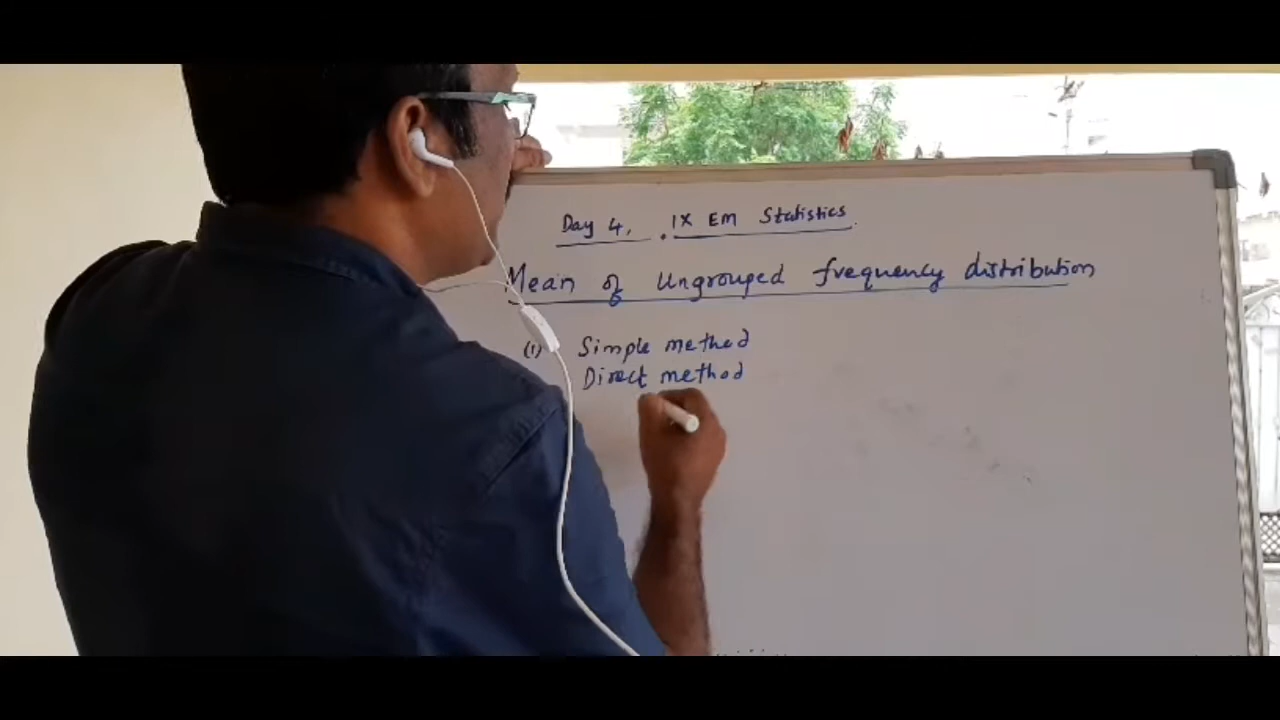 Day 4, . IX EM Statistics.
Mean of Ungrouped frequency distribution
(1) Simple method
Direct method